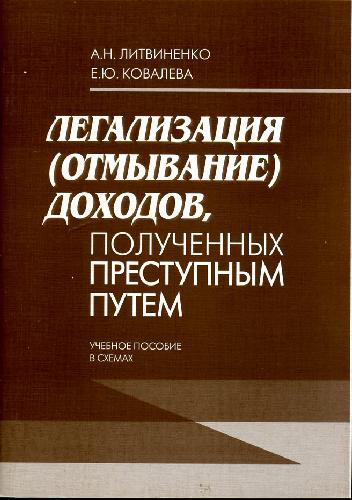 А.Н. ЛИТВИНЕНКО
Е.Ю. КОВАЛЕВА
ЛЕГАЛИЗАЦИЯ
(ОТМЫВАНИЕ)
ДОХОДОВ,
ПОЛУЧЕННЫХ
ПРЕСТУПНЫМ
ПУТЕМ
УЧЕБНОЕ ПОСОБИЕ
В СХЕМАХ